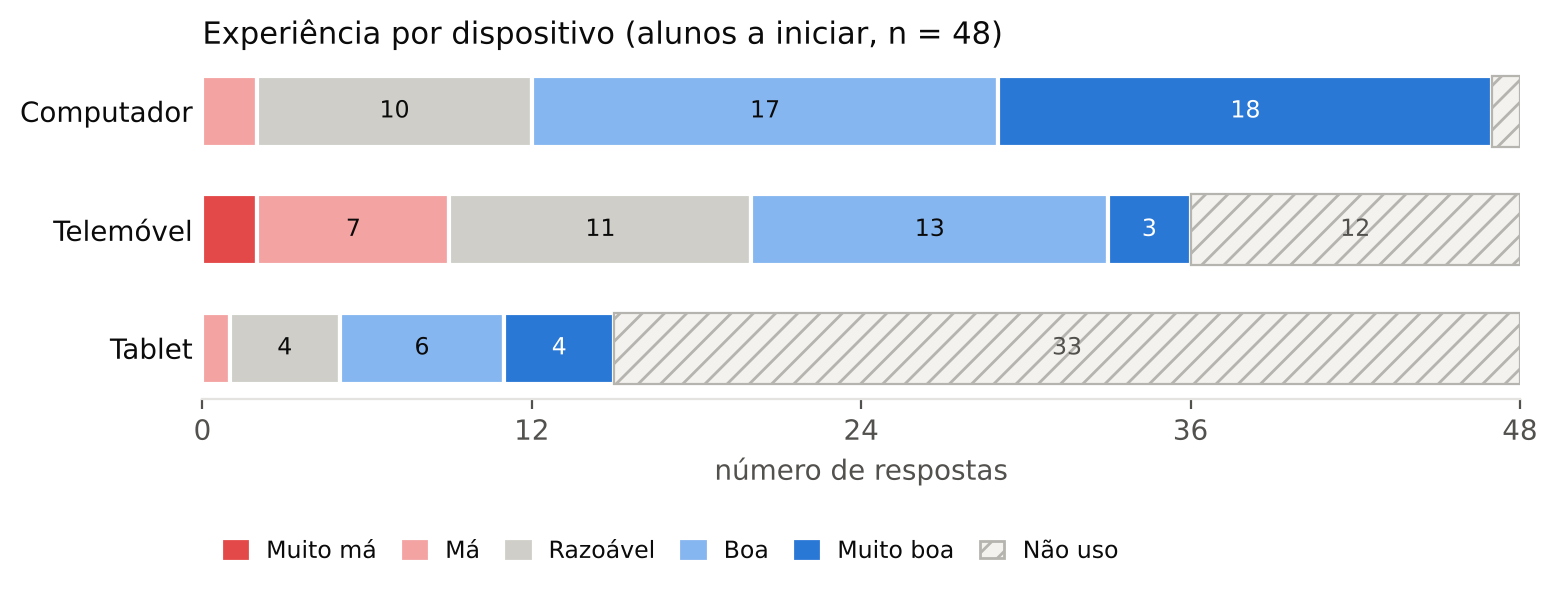 Experiência por dispositivo (alunos a iniciar, n = 48)
Computador 10 17 18
Telemóvel 7 11 13 3 12
Tablet 4 6 4 33
0 12 24 36 48
número de respostas
Muito má Má Razoável Boa Muito boa Não uso